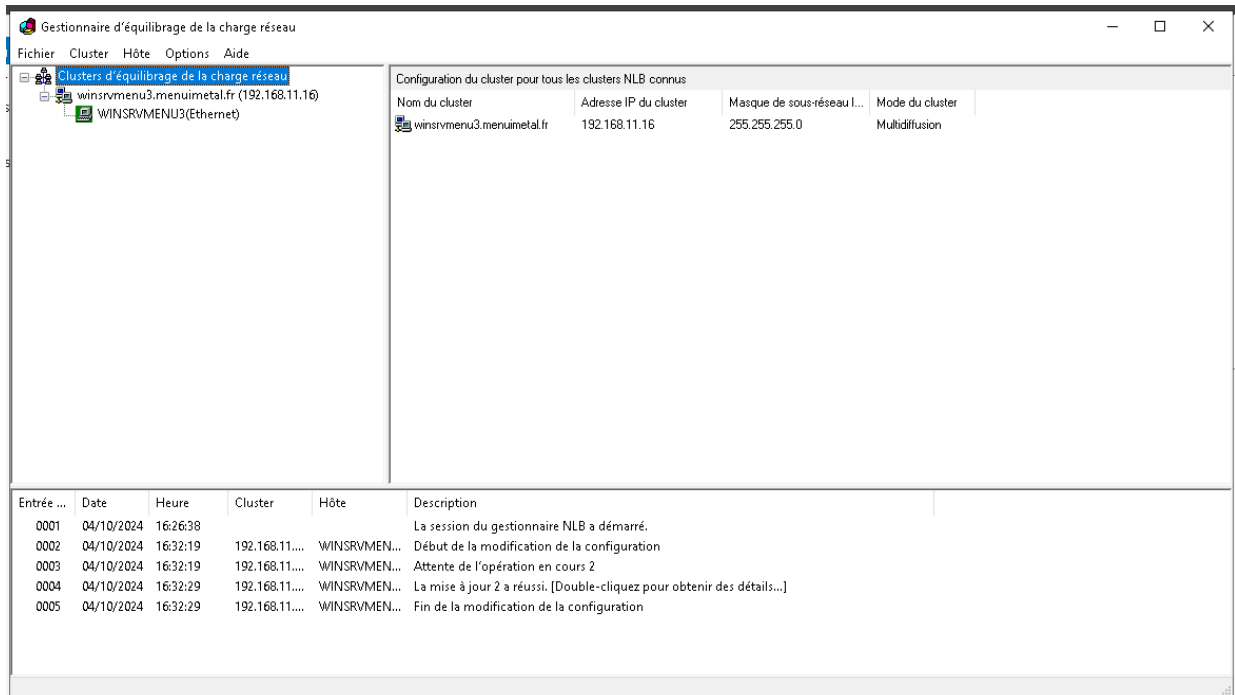 Gestionnaire d'équilibrage de la charge réseau
Fichier Cluster Hôte Options Aide
Clusters d'équilibrage de la charge réseau
winsrvmenu3.menuimetal.fr (192.168.11.16)
WINSRVMENU3(Ethernet)
Configuration du cluster pour tous les clusters NLB connus
Nom du cluster Adresse IP du cluster Masque de sous-réseau l... Mode du cluster
winsrvmenu3.menuimetal.fr 192.168.11.16 255.255.255.0 Multidiffusion
Entrée ... Date Heure Cluster Hôte Description
0001 04/10/2024 16:26:38 La session du gestionnaire NLB a démarré.
0002 04/10/2024 16:32:19 192.168.11.... WINSRVMEN... Début de la modification de la configuration
0003 04/10/2024 16:32:19 192.168.11.... WINSRVMEN... Attente de l'opération en cours 2
0004 04/10/2024 16:32:29 192.168.11.... WINSRVMEN... La mise à jour 2 a réussi. [Double-cliquez pour obtenir des détails...]
0005 04/10/2024 16:32:29 192.168.11.... WINSRVMEN... Fin de la modification de la configuration